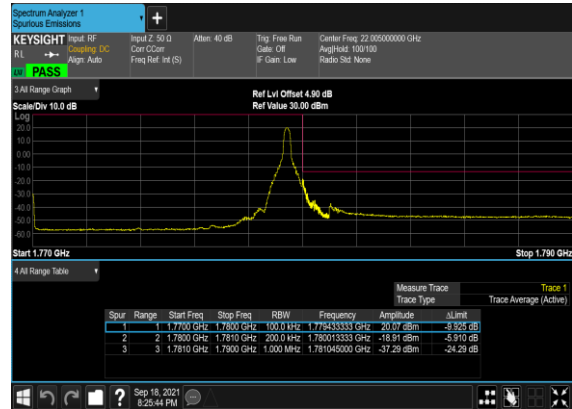 Spectrum Analyzer 1
Spurious Emissions
+
KEYSIGHT Input: RF Input Z: 50 Ω Atten: 40 dB Trig: Free Run Center Freq: 22.005000000 GHz
RL Coupling: DC Corr CCorr Gate: Off Avg|Hold: 100/100
Align: Auto Freq Ref: Int (S) IF Gain: Low Radio Std: None
LW PASS
3 All Range Graph
Ref Lvl Offset 4.90 dB
Scale/Div 10.0 dB Ref Value 30.00 dBm
Log
20.0
10.0
0.00
-10.0
-20.0
-30.0
-40.0
-50.0
-60.0
Start 1.770 GHz Stop 1.790 GHz
4 All Range Table
Measure Trace Trace 1
Trace Type Trace Average (Active)
Spur Range Start Freq Stop Freq RBW Frequency Amplitude ΔLimit
1 1 1.7700 GHz 1.7800 GHz 100.0 kHz 1.779433333 GHz 20.07 dBm -9.925 dB
2 2 1.7800 GHz 1.7810 GHz 200.0 kHz 1.780013333 GHz -18.91 dBm -5.910 dB
3 3 1.7810 GHz 1.7900 GHz 1.000 MHz 1.781045000 GHz -37.29 dBm -24.29 dB
? Sep 18, 2021
8:25:44 PM